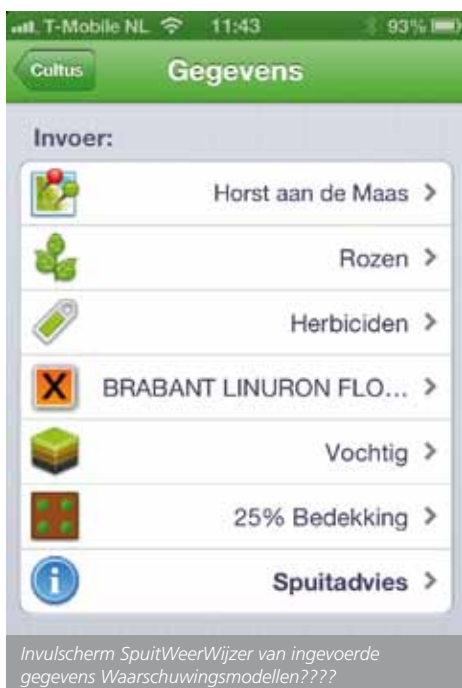 T-Mobile NL 11:43 93%
Cultus Gegevens
Invoer:
Horst aan de Maas
Rozen
Herbiciden
X BRABANT LINURON FLO...
Vochtig
25% Bedekking
i Spuitadvies
Invulscherm SpuitWeerWijzer van ingevoerde
gegevens Waarschuwingsmodellen????